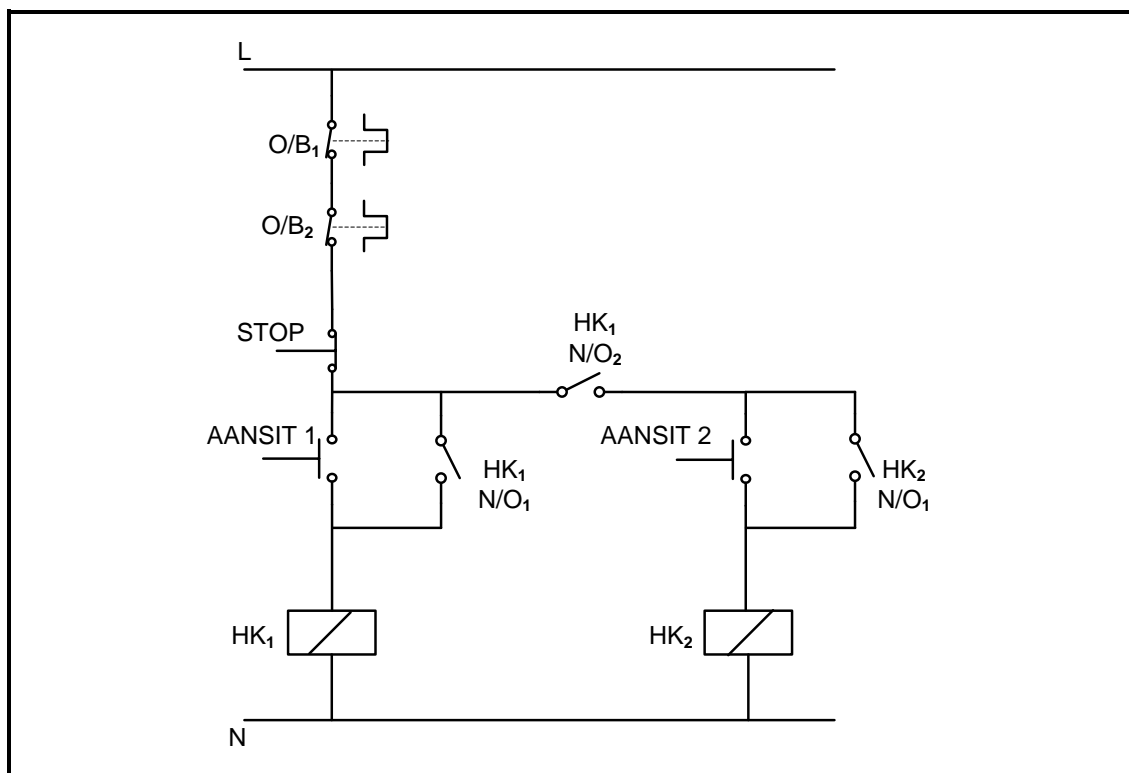 L
O/B₁
O/B₂
STOP
HK₁
N/O₂
AANSIT 1
HK₁
N/O₁
AANSIT 2
HK₂
N/O₁
HK₁
HK₂
N